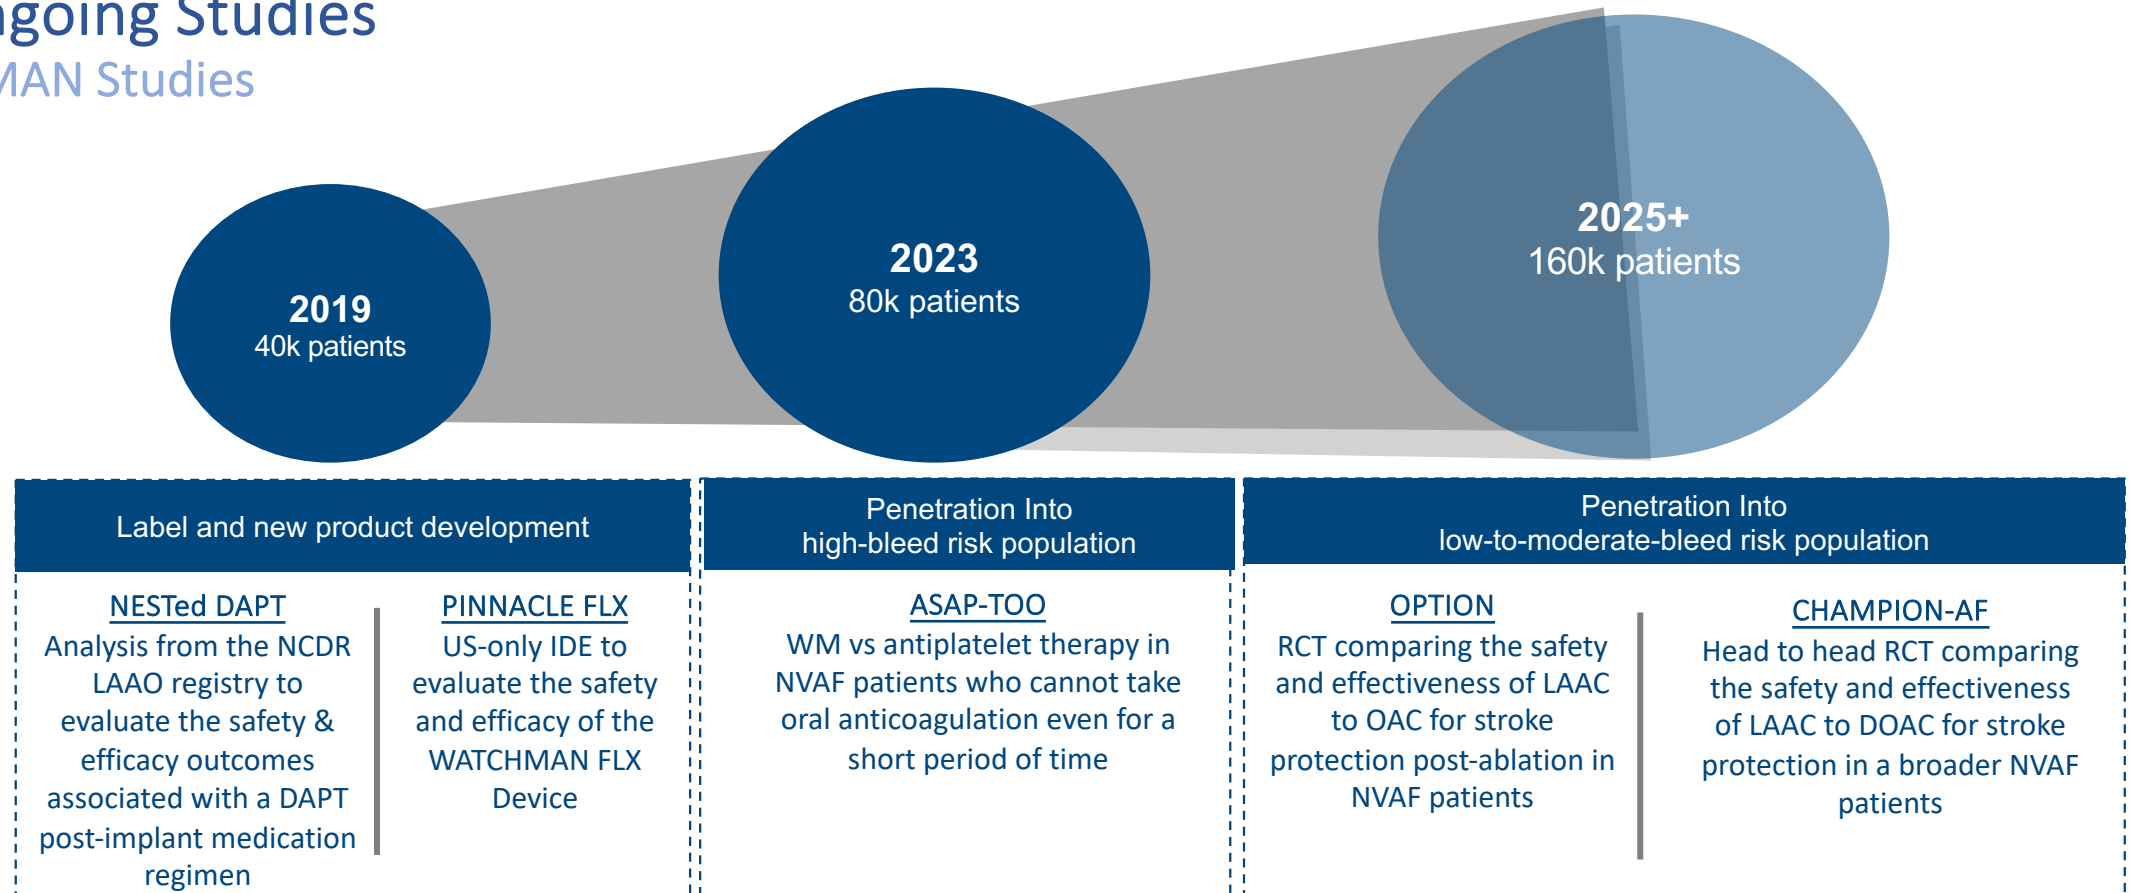 ngoing Studies
MAN Studies
2019
40k patients
2023
80k patients
2025+
160k patients
Label and new product development
NESTed DAPT
Analysis from the NCDR
LAAO registry to
evaluate the safety &
efficacy outcomes
associated with a DAPT
post-implant medication
regimen
PINNACLE FLX
US-only IDE to
evaluate the safety
and efficacy of the
WATCHMAN FLX
Device
Penetration Into
high-bleed risk population
ASAP-TOO
WM vs antiplatelet therapy in
NVAF patients who cannot take
oral anticoagulation even for a
short period of time
Penetration Into
low-to-moderate-bleed risk population
OPTION
RCT comparing the safety
and effectiveness of LAAC
to OAC for stroke
protection post-ablation in
NVAF patients
CHAMPION-AF
Head to head RCT comparing
the safety and effectiveness
of LAAC to DOAC for stroke
protection in a broader NVAF
patients